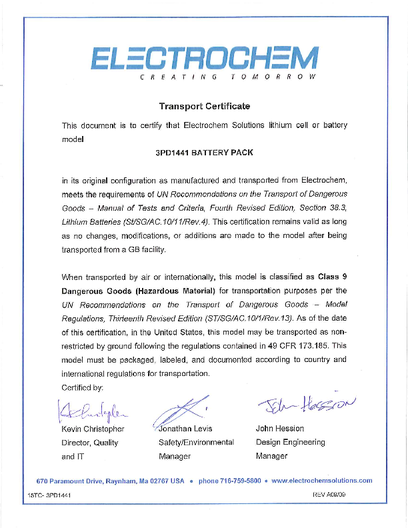 ELECTROCHEM
CREATING TOMORROW
Transport Certificate
This document is to certify that Electrochem Solutions lithium cell or battery
model
3PD1441 BATTERY PACK
in its original configuration as manufactured and transported from Electrochem,
meets the requirements of UN Recommendations on the Transport of Dangerous
Goods – Manual of Tests and Criteria, Fourth Revised Edition, Section 38.3,
Lithium Batteries (St/SG/AC.10/11/Rev.4). This certification remains valid as long
as no changes, modifications, or additions are made to the model after being
transported from a GB facility.
When transported by air or internationally, this model is classified as Class 9
Dangerous Goods (Hazardous Material) for transportation purposes per the
UN Recommendations on the Transport of Dangerous Goods – Model
Regulations, Thirteenth Revised Edition (ST/SG/AC.10/1/Rev.13). As of the date
of this certification, in the United States, this model may be transported as non-
restricted by ground following the regulations contained in 49 CFR 173.185. This
model must be packaged, labeled, and documented according to country and
international regulations for transportation.
Certified by:
John Hession
Kevin Christopher Jonathan Levis John Hession
Director, Quality Safety/Environmental Design Engineering
and IT Manager Manager
670 Paramount Drive, Raynham, Ma 02767 USA • phone 716-759-5800 • www.electrochemsolutions.com
15TC- 3PD1441 REV A09/09